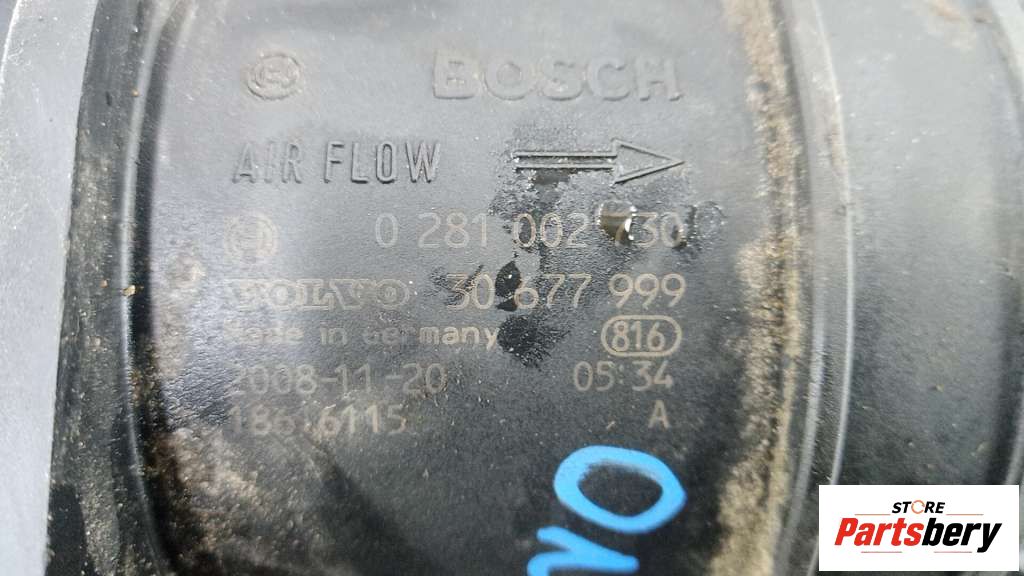 BOSCH
AIR FLOW
0 281 002 730
VOLVO 30 677 999
Made in Germany 816
2008-11-20 05:34
A
STORE
Partsbery